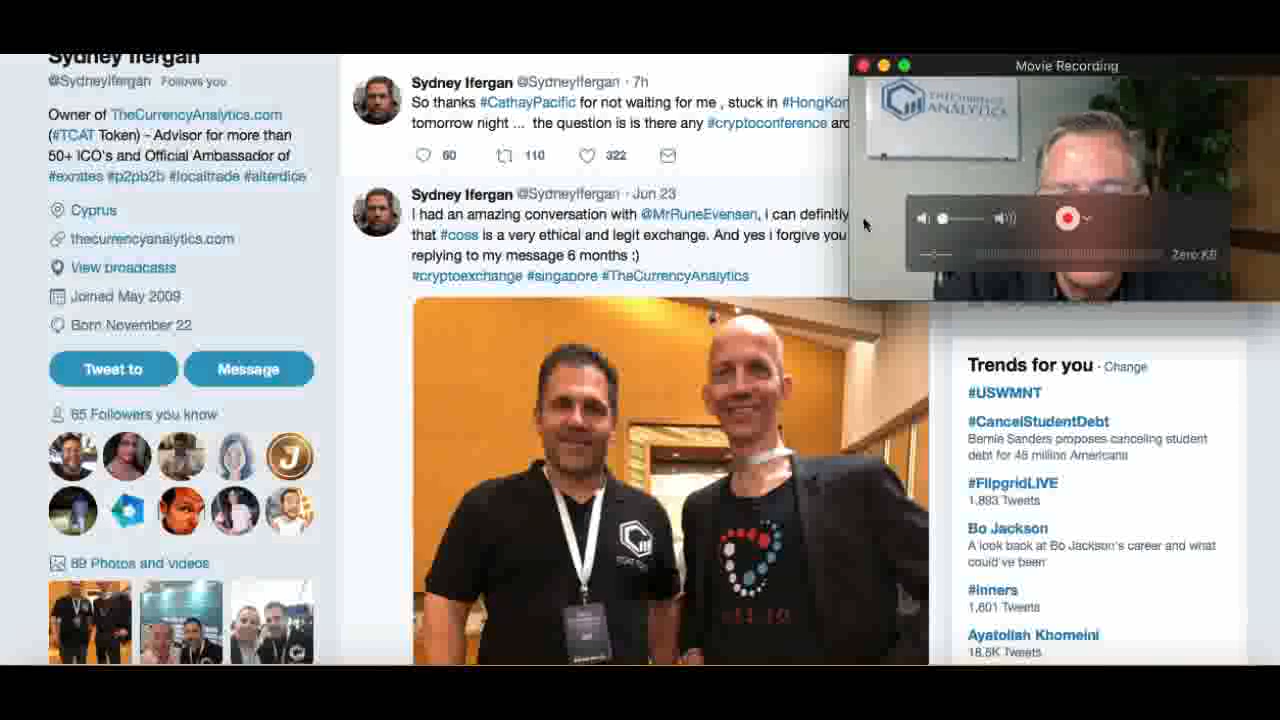 Sydney Ifergan
@SydneyIfergan Follows you
Owner of TheCurrencyAnalytics.com
(#TCAT Token) - Advisor for more than
50+ ICO's and Official Ambassador of
#exrates #p2pb2b #localtrade #alterdice
Cyprus
thecurrencyanalytics.com
View broadcasts
Joined May 2009
Born November 22
Tweet to
Message
65 Followers you know
89 Photos and videos
Sydney Ifergan @SydneyIfergan · 7h
So thanks #CathayPacific for not waiting for me , stuck in #HongKon
tomorrow night ... the question is is there any #cryptoconference aro
60 110 322
Sydney Ifergan @SydneyIfergan · Jun 23
I had an amazing conversation with @MrRuneEvensen, i can definitly
that #coss is a very ethical and legit exchange. And yes i forgive you
replying to my message 6 months :)
#cryptoexchange #singapore #TheCurrencyAnalytics
Movie Recording
THECURRENCY
ANALYTICS
Zero KB
Trends for you · Change
#USWMNT
#CancelStudentDebt
Bernie Sanders proposes canceling student
debt for 45 million Americans
#FlipgridLIVE
1,893 Tweets
Bo Jackson
A look back at Bo Jackson's career and what
could've been
#inners
1,601 Tweets
Ayatollah Khomeini
18.5K Tweets